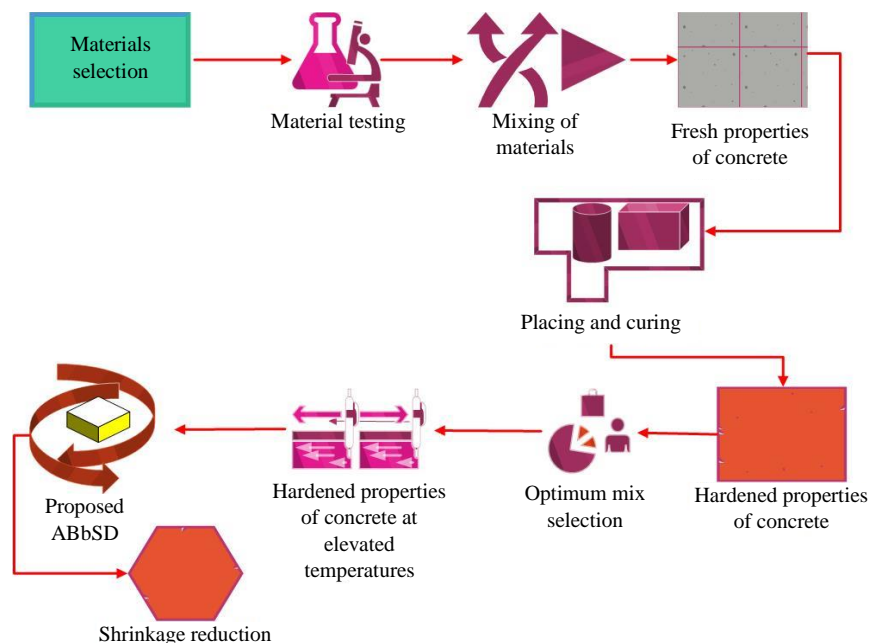 Materials
selection
Material testing
Mixing of
materials
Fresh properties
of concrete
Placing and curing
Hardened properties
of concrete
Optimum mix
selection
Hardened properties
of concrete at
elevated
temperatures
Proposed
ABbSD
Shrinkage reduction